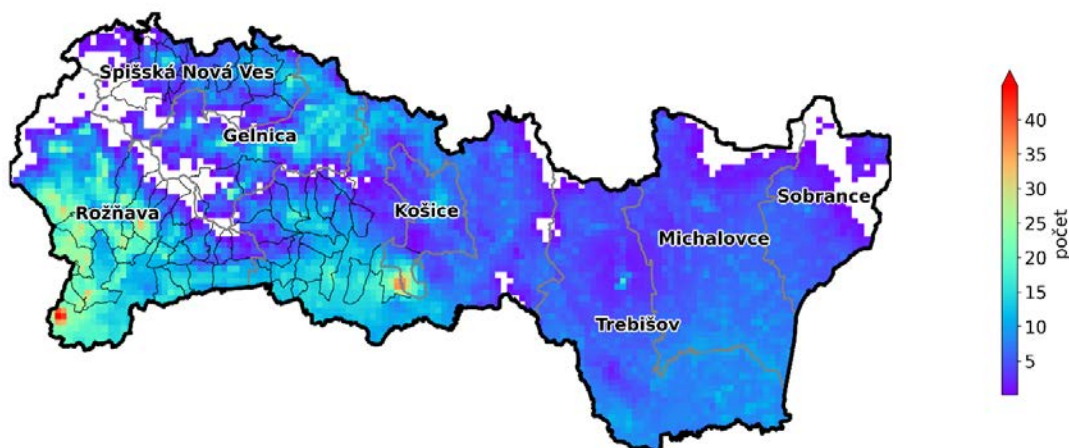 Spišská Nová Ves
Gelnica
Rožňava
Košice
Sobrance
Michalovce
Trebišov
40
35
30
25
20
15
10
5
počet